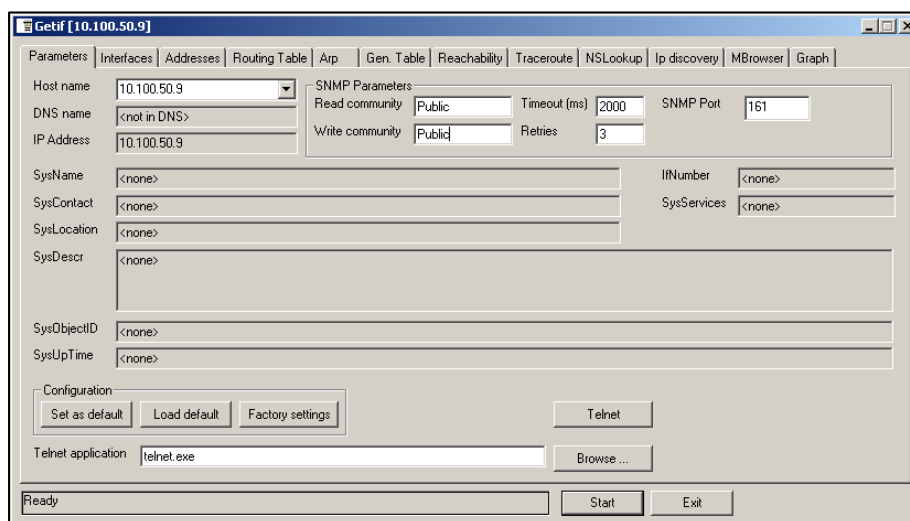 Getif [10.100.50.9]
Parameters Interfaces Addresses Routing Table Arp Gen. Table Reachability Traceroute NSLookup Ip discovery MBrowser Graph
Host name 10.100.50.9
DNS name <not in DNS>
IP Address 10.100.50.9
SNMP Parameters
Read community Public Timeout (ms) 2000 SNMP Port 161
Write community Public Retries 3
SysName <none> IfNumber <none>
SysContact <none> SysServices <none>
SysLocation <none>
SysDescr <none>
SysObjectID <none>
SysUpTime <none>
Configuration
Set as default Load default Factory settings Telnet
Telnet application telnet.exe Browse ...
Ready Start Exit